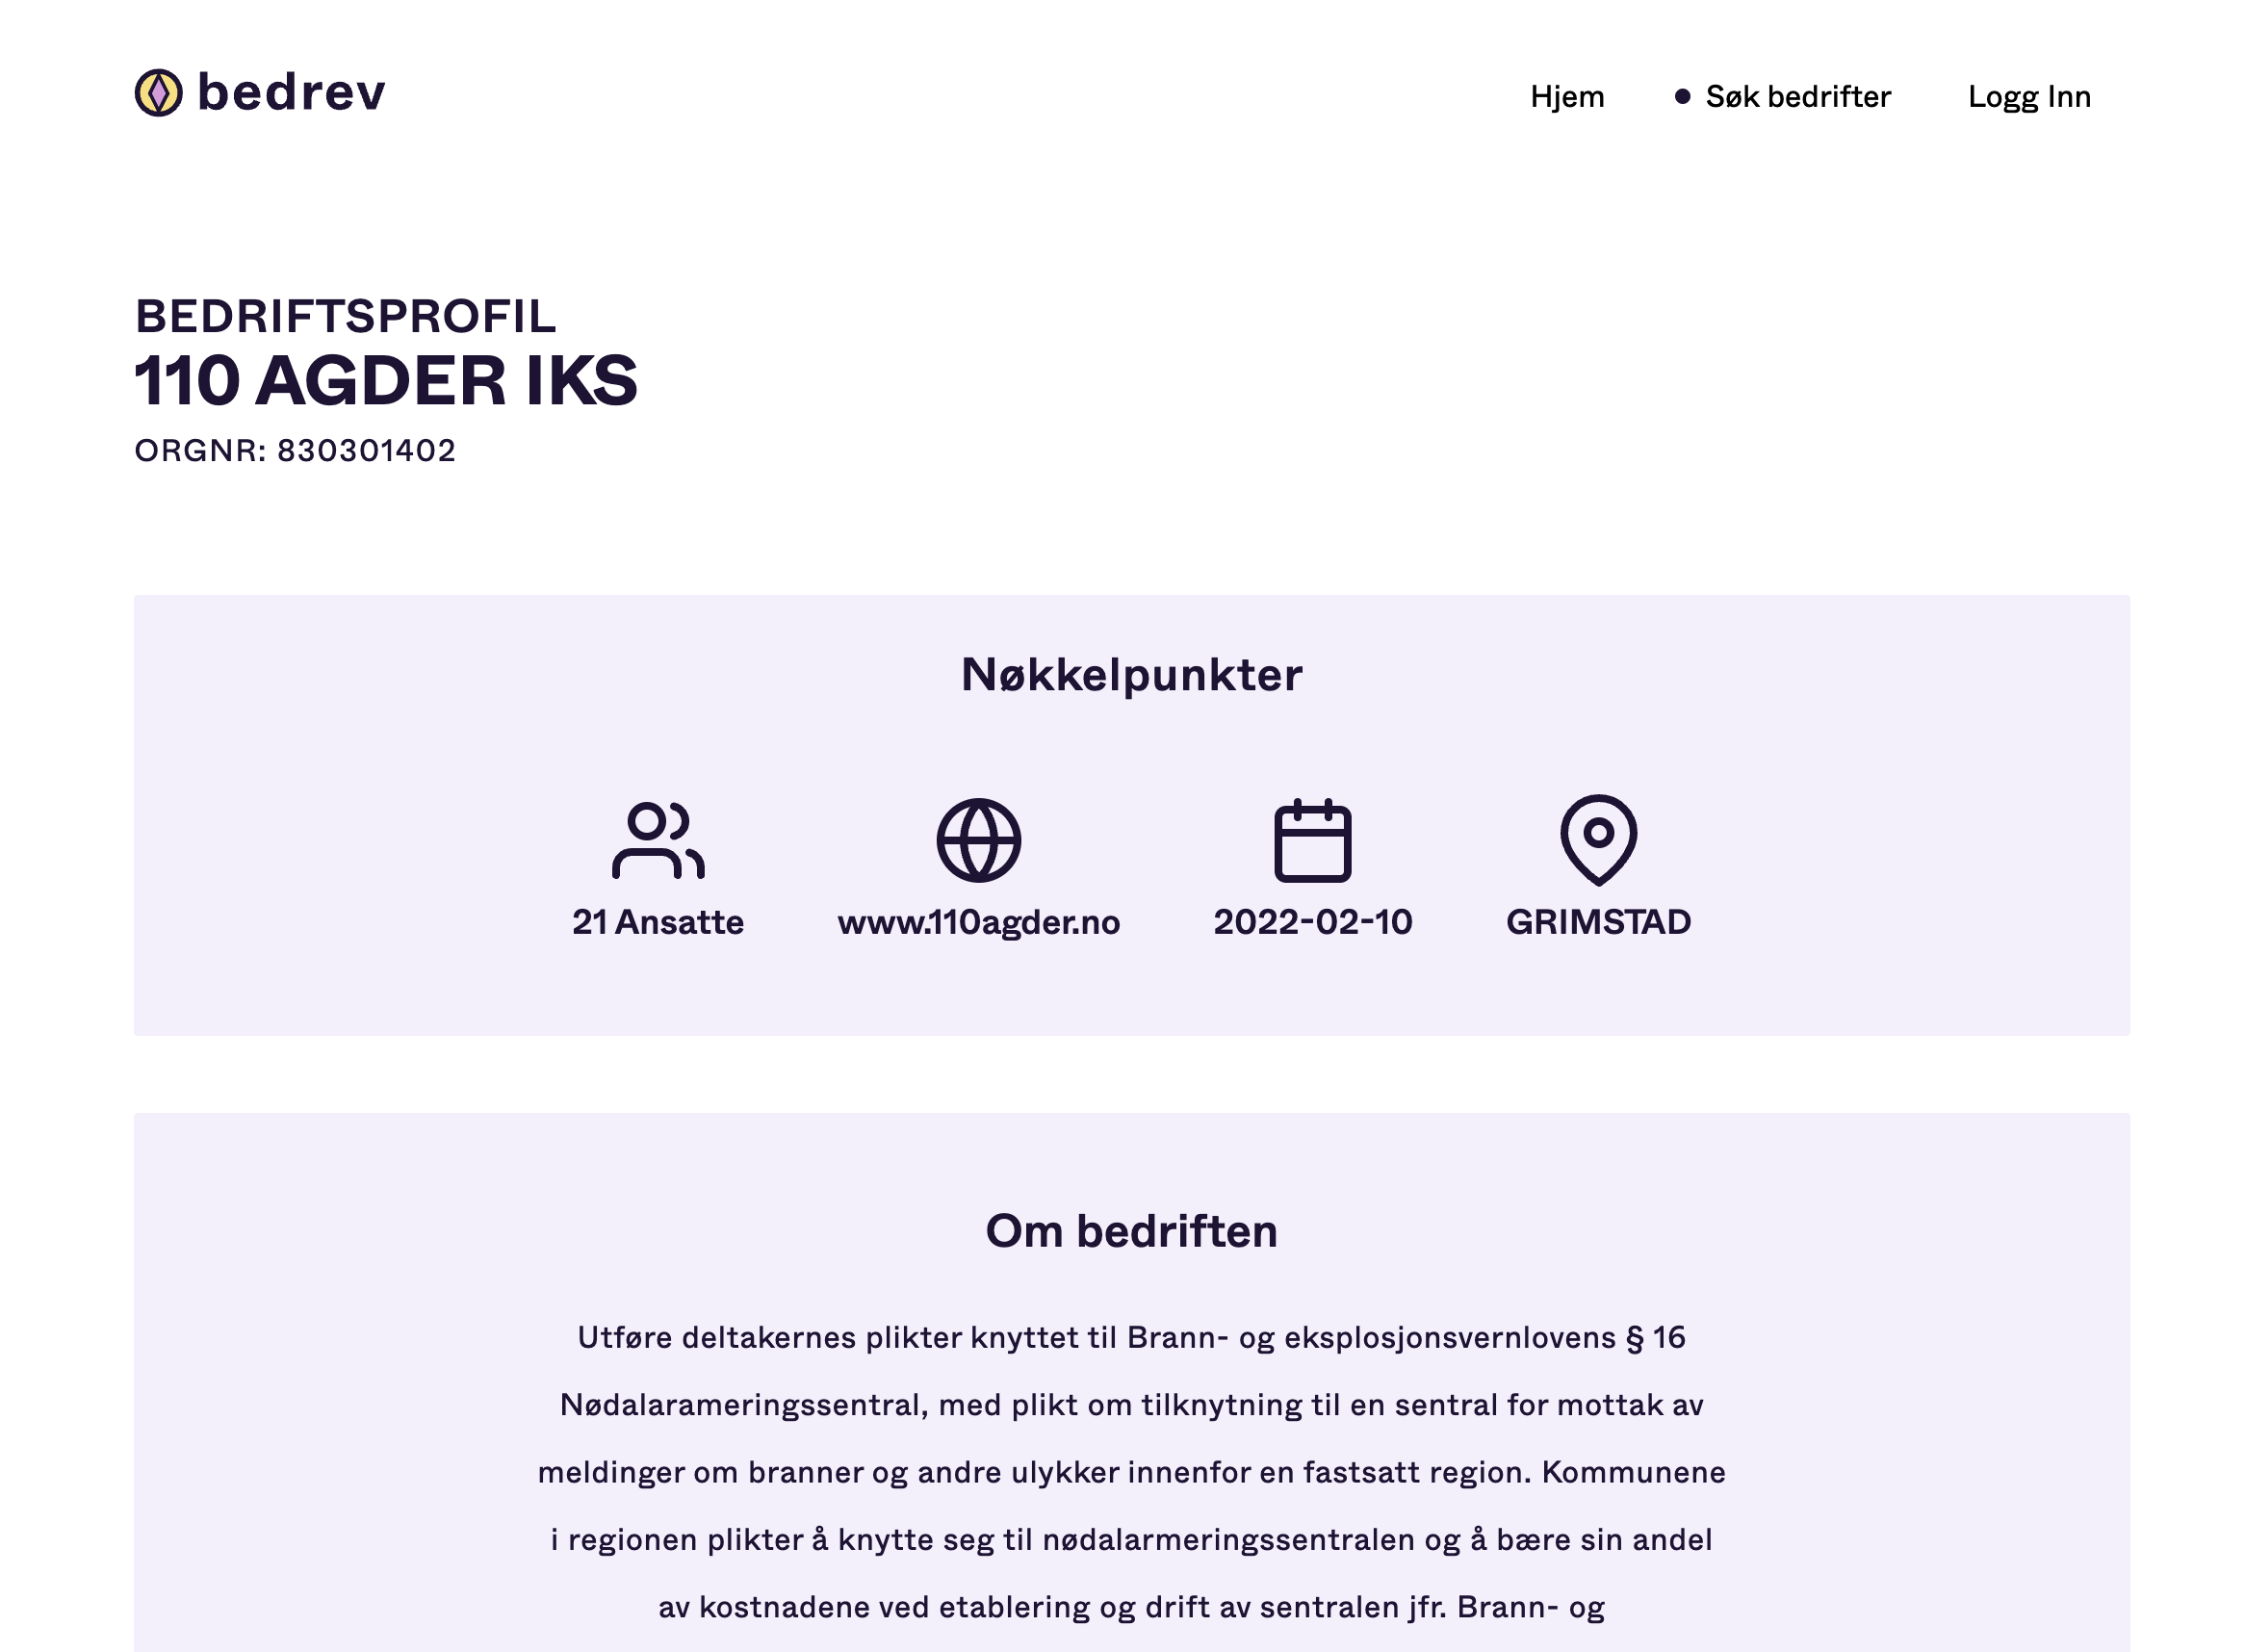 bedrev
Hjem
Søk bedrifter
Logg Inn
BEDRIFTSPROFIL
110 AGDER IKS
ORGNR: 830301402
Nøkkelpunkter
21 Ansatte
www.110agder.no
2022-02-10
GRIMSTAD
Om bedriften
Utføre deltakernes plikter knyttet til Brann- og eksplosjonsvernlovens § 16
Nødalarameringssentral, med plikt om tilknytning til en sentral for mottak av
meldinger om branner og andre ulykker innenfor en fastsatt region. Kommunene
i regionen plikter å knytte seg til nødalarmeringssentralen og å bære sin andel
av kostnadene ved etablering og drift av sentralen jfr. Brann- og